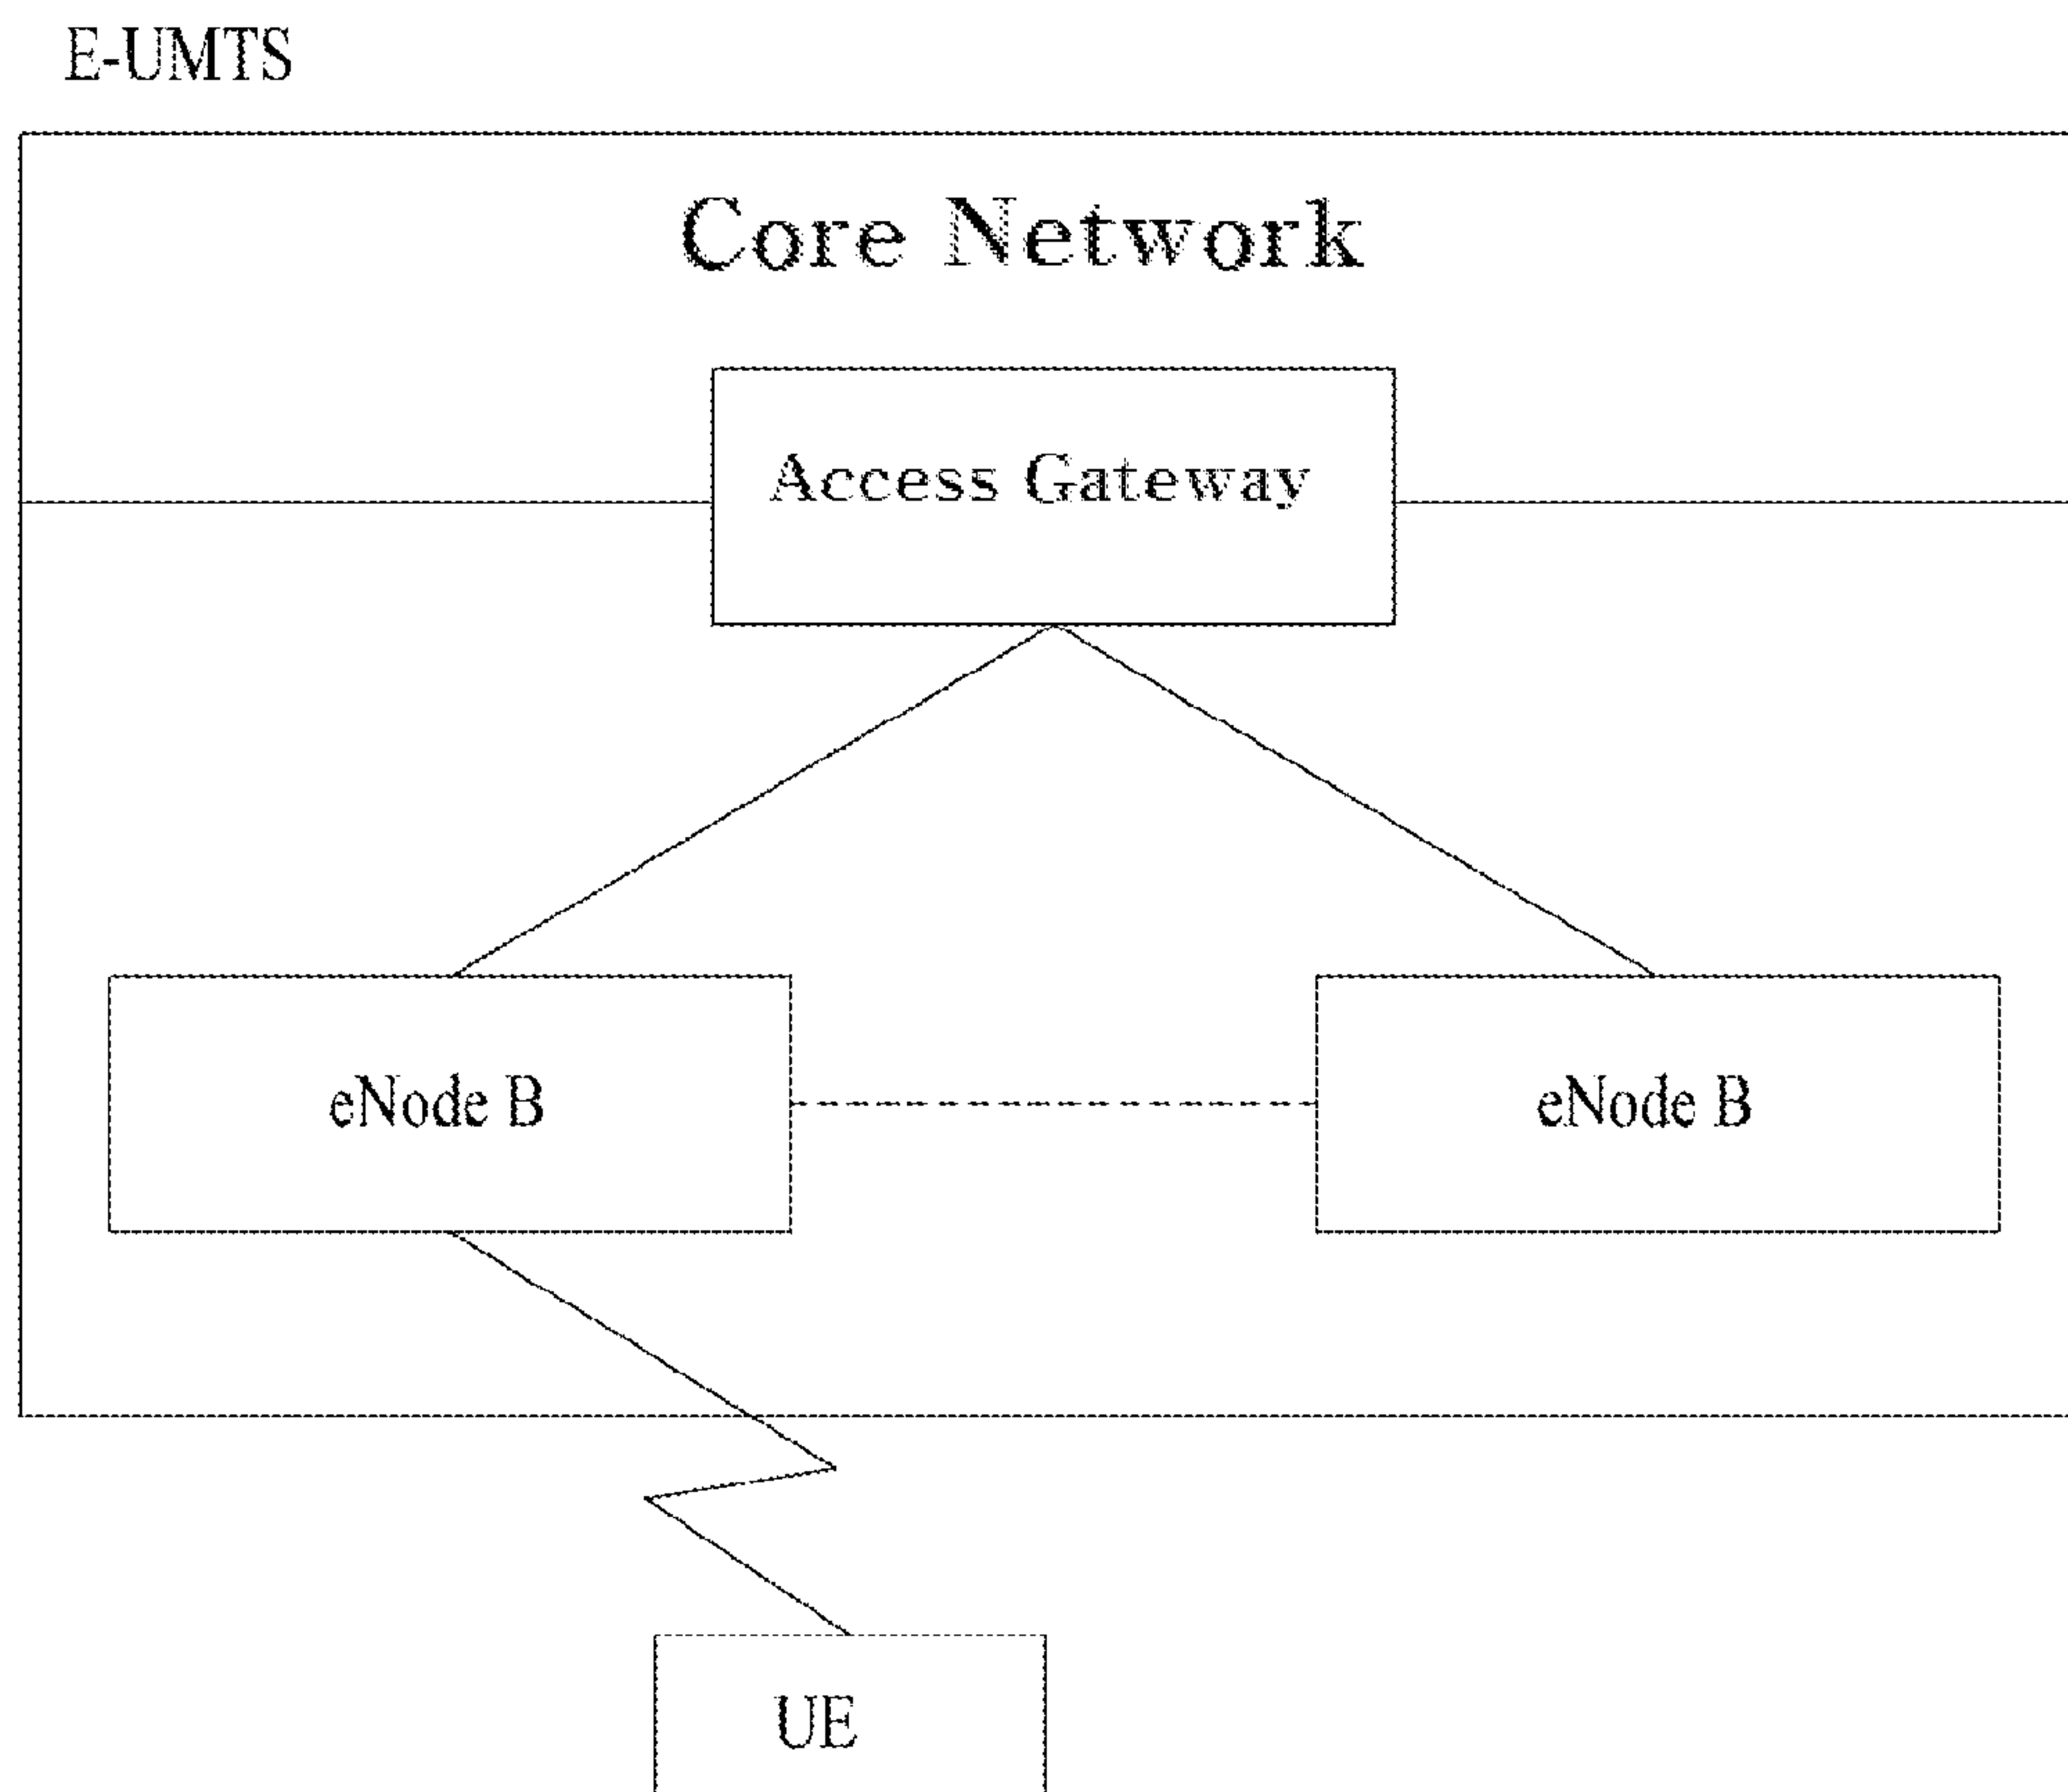 E-UMTS
Core Network
Access Gateway
eNode B
eNode B
UE